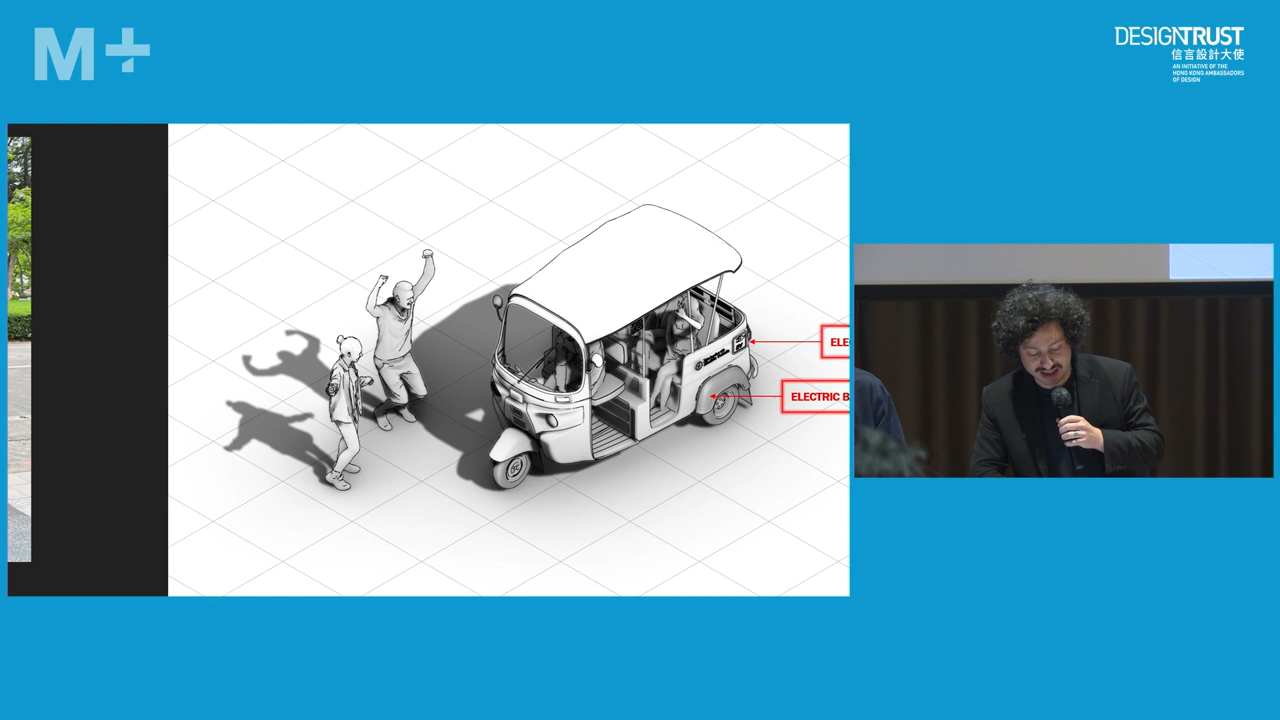 M+
DESIGNTRUST
信言設計大使
AN INITIATIVE OF THE
HONG KONG AMBASSADORS
OF DESIGN
ELE
ELECTRIC B